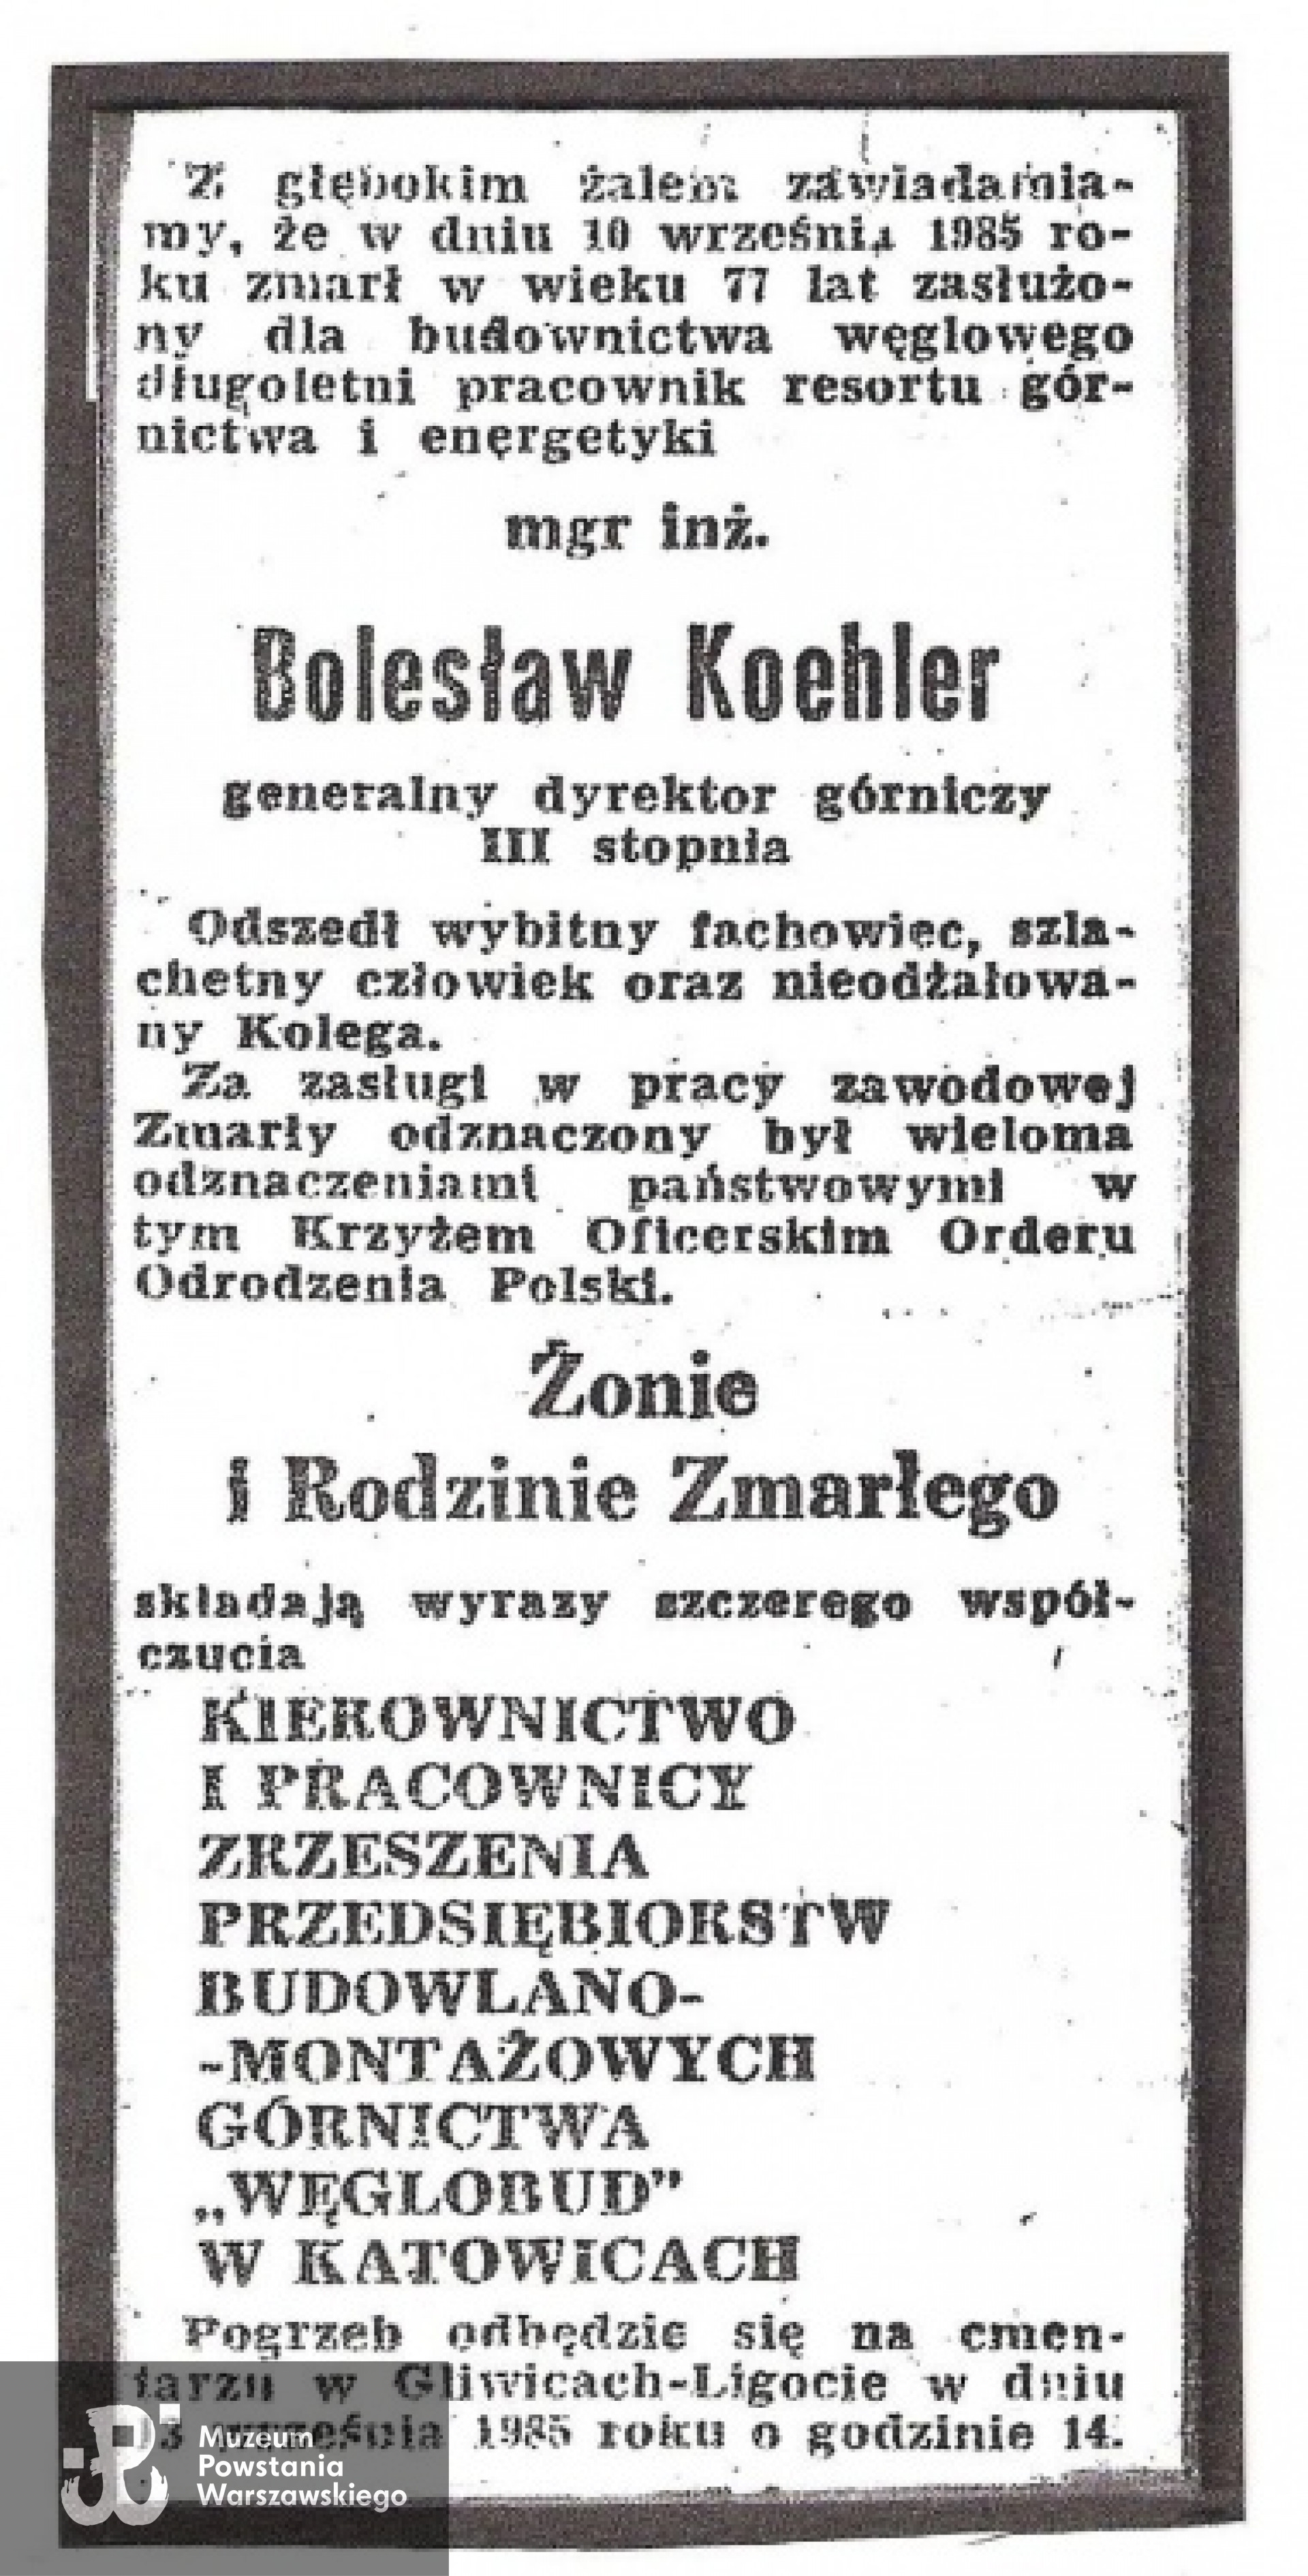 Z głębokim żalem zawiadamia-
my, że w dniu 10 września 1985 ro-
ku zmarł w wieku 77 lat zasłużo-
ny dla budownictwa węglowego
długoletni pracownik resortu gór-
nictwa i energetyki
mgr inż.
Bolesław Koehler
generalny dyrektor górniczy
III stopnia
Odszedł wybitny fachowiec, szla-
chetny człowiek oraz nieodżałowa-
ny Kolega.
Za zasługi w pracy zawodowej
Zmarły odznaczony był wieloma
odznaczeniami państwowymi w
tym Krzyżem Oficerskim Orderu
Odrodzenia Polski.
Żonie
i Rodzinie Zmarłego
składają wyrazy szczerego współ-
czucia
KIEROWNICTWO
I PRACOWNICY
ZRZESZENIA
PRZEDSIĘBIORSTW
BUDOWLANO-
-MONTAŻOWYCH
GÓRNICTWA
„WĘGLOBUD”
W KATOWICACH
Pogrzeb odbędzie się na cmen-
tarzu w Gliwicach-Ligocie w dniu
13 września 1985 roku o godzinie 14.
Muzeum
Powstania
Warszawskiego